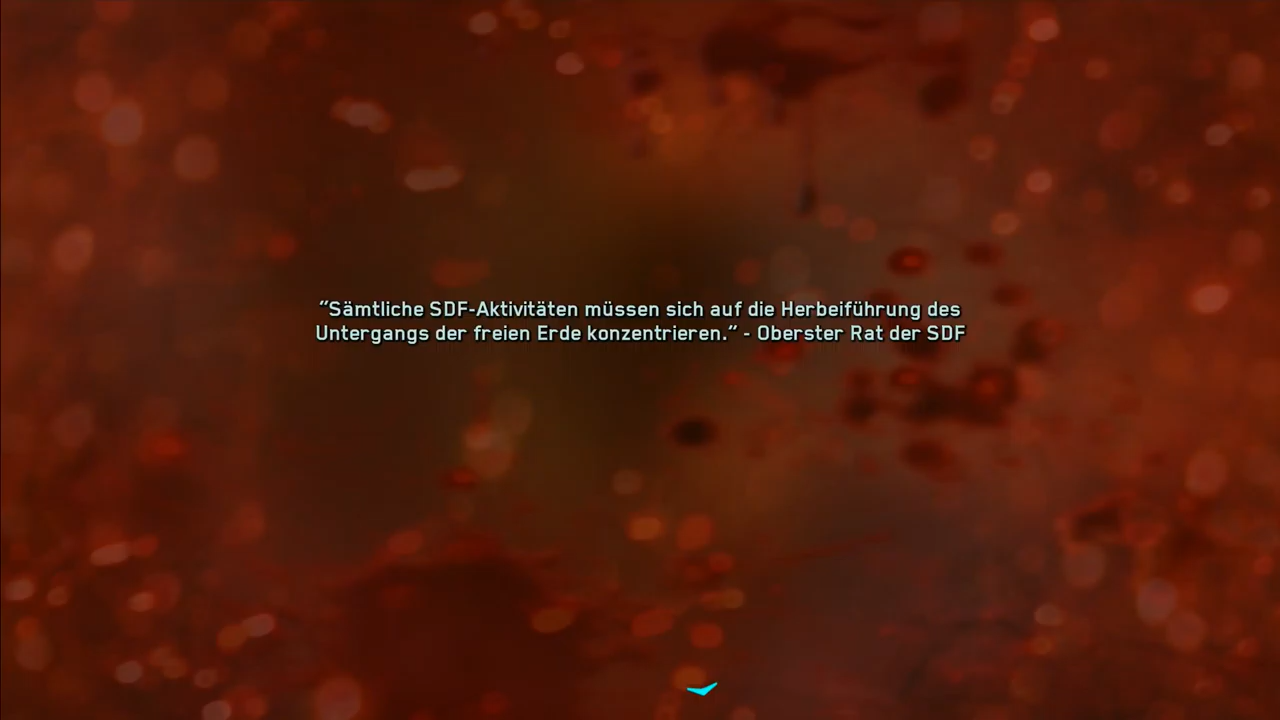 “Sämtliche SDF-Aktivitäten müssen sich auf die Herbeiführung des
Untergangs der freien Erde konzentrieren.” - Oberster Rat der SDF